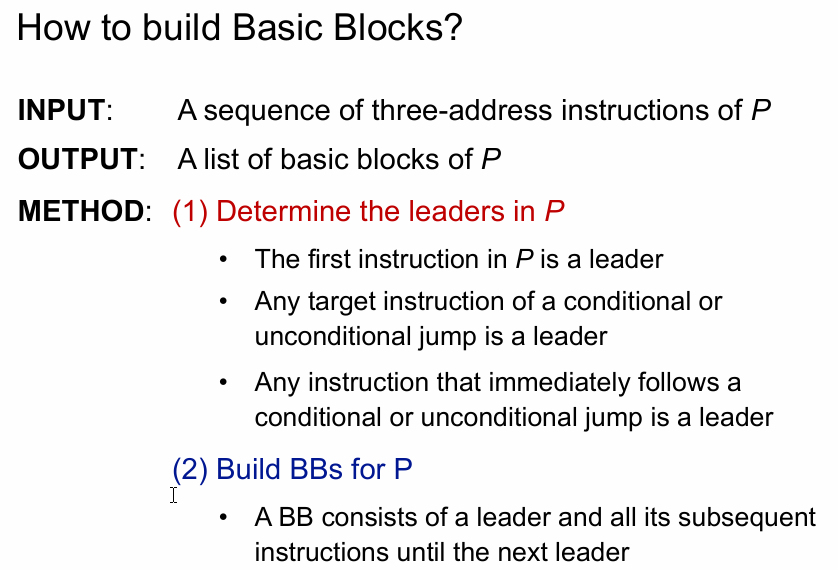 How to build Basic Blocks?
INPUT: A sequence of three-address instructions of P
OUTPUT: A list of basic blocks of P
METHOD: (1) Determine the leaders in P
• The first instruction in P is a leader
• Any target instruction of a conditional or
unconditional jump is a leader
• Any instruction that immediately follows a
conditional or unconditional jump is a leader
(2) Build BBs for P
• A BB consists of a leader and all its subsequent
instructions until the next leader